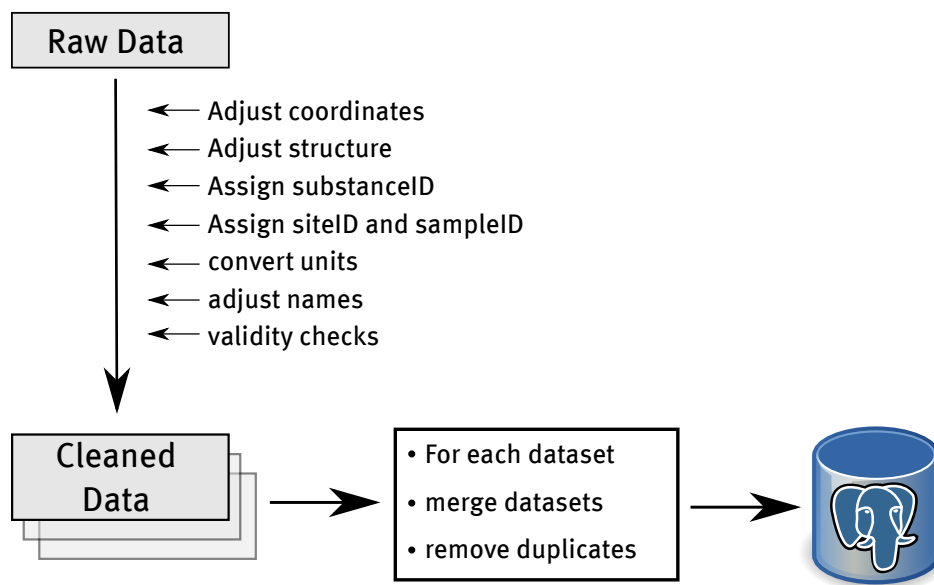 Raw Data
Adjust coordinates
Adjust structure
Assign substanceID
Assign siteID and sampleID
convert units
adjust names
validity checks
Cleaned
Data
• For each dataset
• merge datasets
• remove duplicates